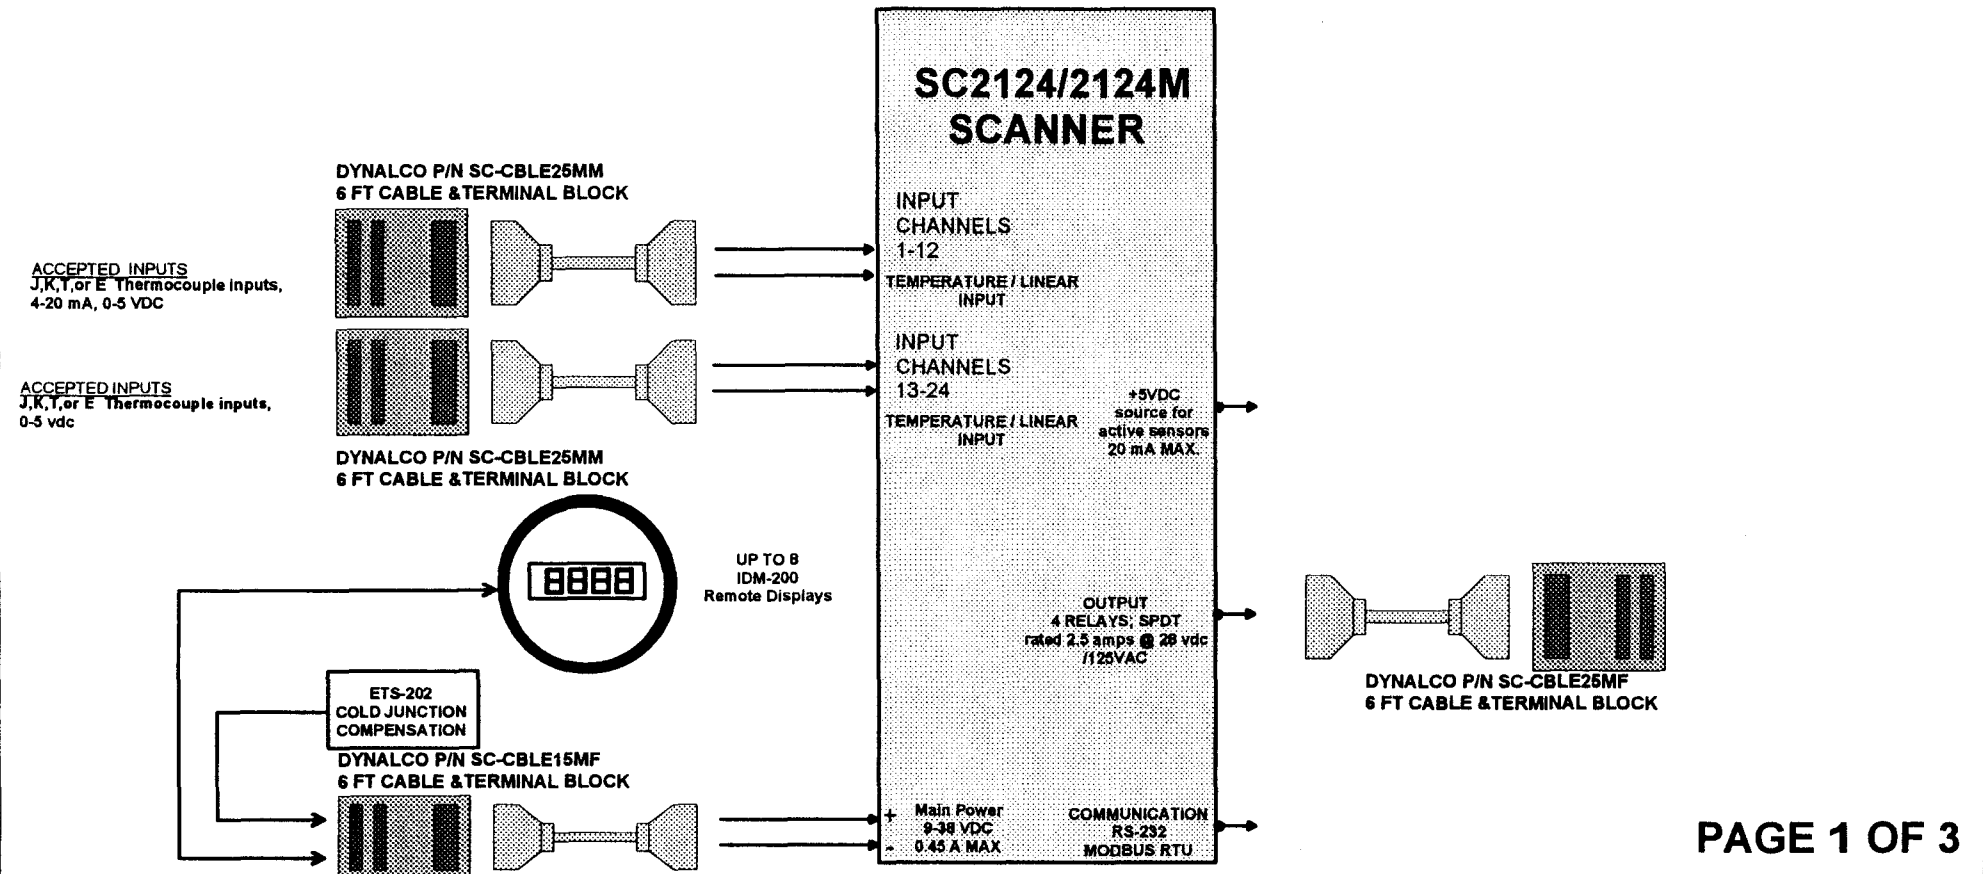 SC2124/2124M
SCANNER
DYNALCO P/N SC-CBLE25MM
6 FT CABLE &TERMINAL BLOCK
INPUT
CHANNELS
1-12
TEMPERATURE / LINEAR
INPUT
ACCEPTED INPUTS
J,K,T,or E Thermocouple inputs,
4-20 mA, 0-5 VDC
INPUT
CHANNELS
13-24
TEMPERATURE / LINEAR
INPUT
ACCEPTED INPUTS
J,K,T,or E Thermocouple inputs,
0-5 vdc
+5VDC
source for
active sensors
20 mA MAX.
DYNALCO P/N SC-CBLE25MM
6 FT CABLE &TERMINAL BLOCK
8888
UP TO 8
IDM-200
Remote Displays
OUTPUT
4 RELAYS; SPDT
rated 2.5 amps @ 28 vdc
/125VAC
DYNALCO P/N SC-CBLE25MF
6 FT CABLE &TERMINAL BLOCK
ETS-202
COLD JUNCTION
COMPENSATION
DYNALCO P/N SC-CBLE15MF
6 FT CABLE &TERMINAL BLOCK
+ Main Power
9-38 VDC
- 0.45 A MAX
COMMUNICATION
RS-232
MODBUS RTU
PAGE 1 OF 3